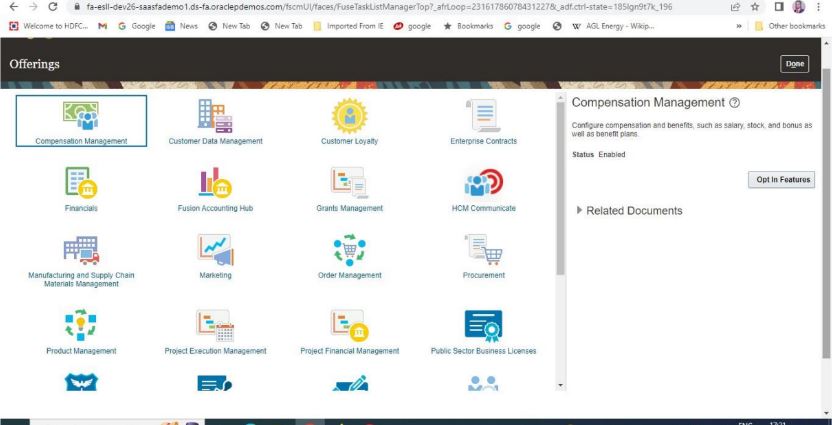 fa-esll-dev26-saasfademo1.ds-fa.oraclepdemos.com/fscmUI/faces/FuseTaskListManagerTop?_afrLoop=23161786078431227&_adf.ctrl-state=185lgn9t7k_196
Welcome to HDFC... Google News New Tab New Tab Imported From IE google Bookmarks google AGL Energy - Wikip... » Other bookmarks
Offerings Done
Compensation Management Customer Data Management Customer Loyalty Enterprise Contracts
Financials Fusion Accounting Hub Grants Management HCM Communicate
Manufacturing and Supply Chain Materials Management Marketing Order Management Procurement
Product Management Project Execution Management Project Financial Management Public Sector Business Licenses
Compensation Management
Configure compensation and benefits, such as salary, stock, and bonus as
well as benefit plans.
Status Enabled
Opt In Features
Related Documents